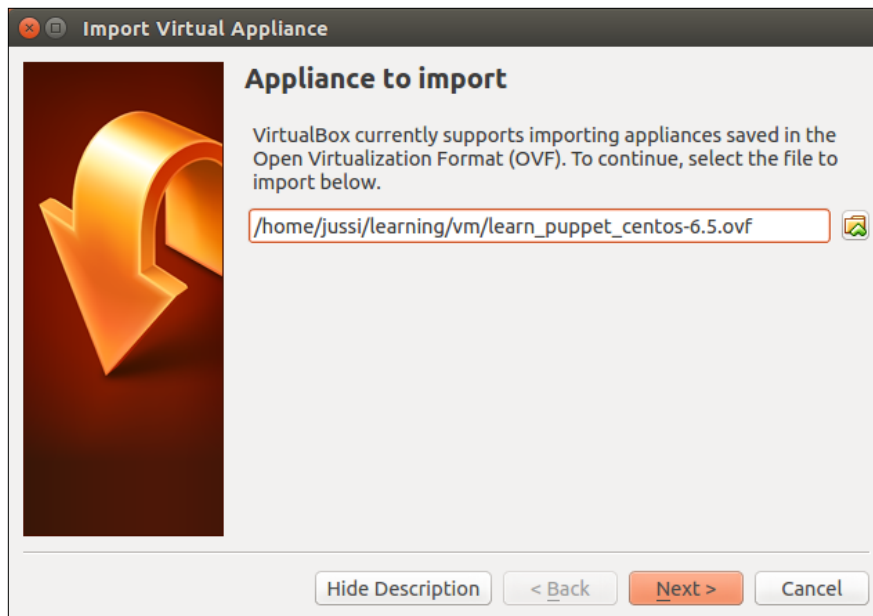 Import Virtual Appliance
Appliance to import
VirtualBox currently supports importing appliances saved in the
Open Virtualization Format (OVF). To continue, select the file to
import below.
/home/jussi/learning/vm/learn_puppet_centos-6.5.ovf
Hide Description
< Back
Next >
Cancel